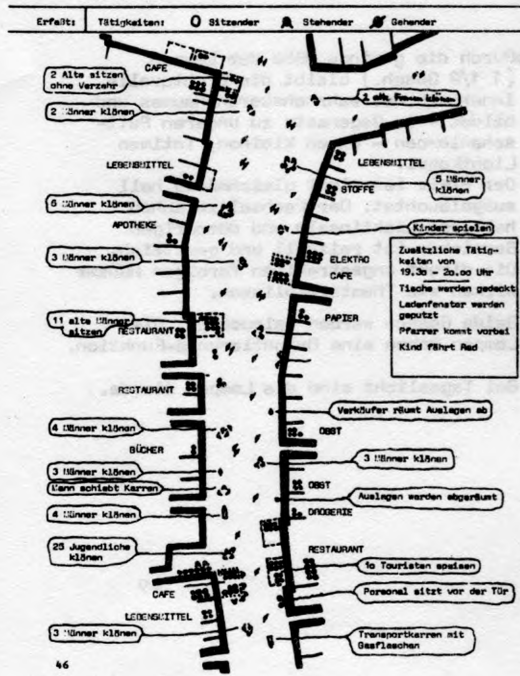 Erfaßt:
Tätigkeiten:
Sitzender
Stehender
Gehender
CAFE
2 Alte sitzen
ohne Verzehr
2 Männer klönen
LEBENSMITTEL
6 Männer klönen
APOTHEKE
3 Männer klönen
11 alte Männer
sitzen
RESTAURANT
RESTAURANT
4 Männer klönen
BÜCHER
3 Männer klönen
Mann schiebt Karren
4 Männer klönen
25 Jugendliche
klönen
CAFE
LEBENSMITTEL
3 Männer klönen
46
klönen
LEBENSMITTEL
5 Männer
klönen
STOFFE
Kinder spielen
Zusätzliche Tätig-
keiten von
19.30 - 20.00 Uhr
Tische werden gedeckt
Ladenfenster werden
geputzt
Pfarrer kommt vorbei
Kind fährt Rad
ELEKTRO
PAPIER
Verkäufer räumt Auslagen ab
OBST
3 Männer klönen
OBST
Auslagen werden abgeräumt
DROGERIE
RESTAURANT
10 Touristen speisen
Personal sitzt vor der Tür
Transportkarren mit
Gasflaschen